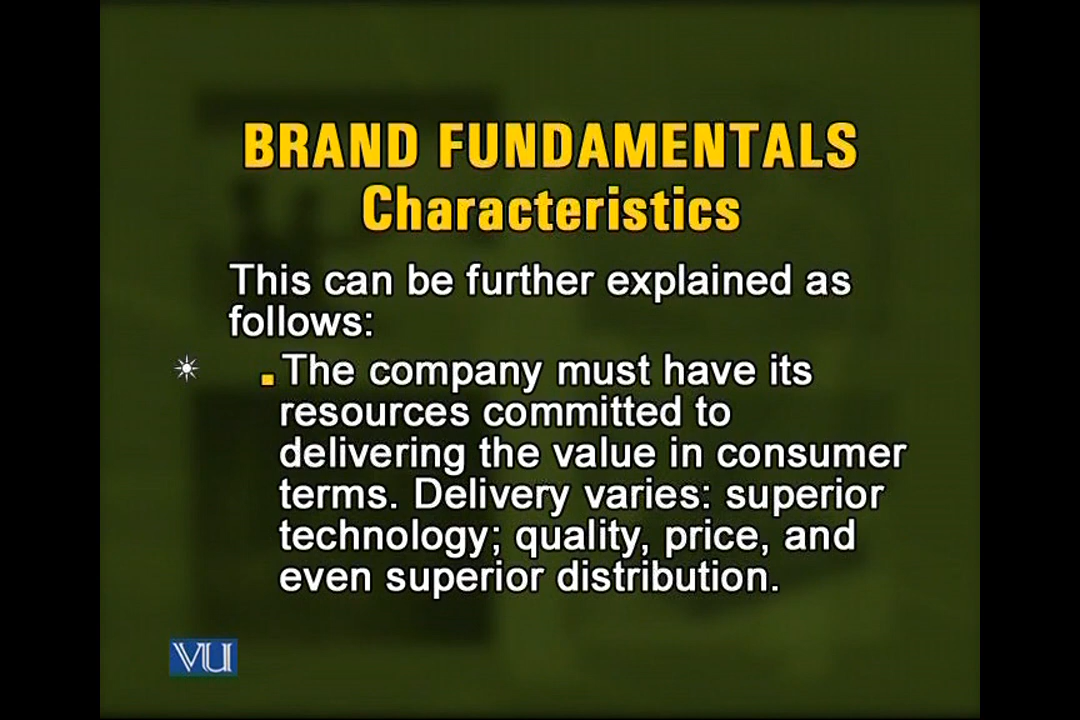 BRAND FUNDAMENTALS
Characteristics
This can be further explained as
follows:
The company must have its
resources committed to
delivering the value in consumer
terms. Delivery varies: superior
technology; quality, price, and
even superior distribution.
VU